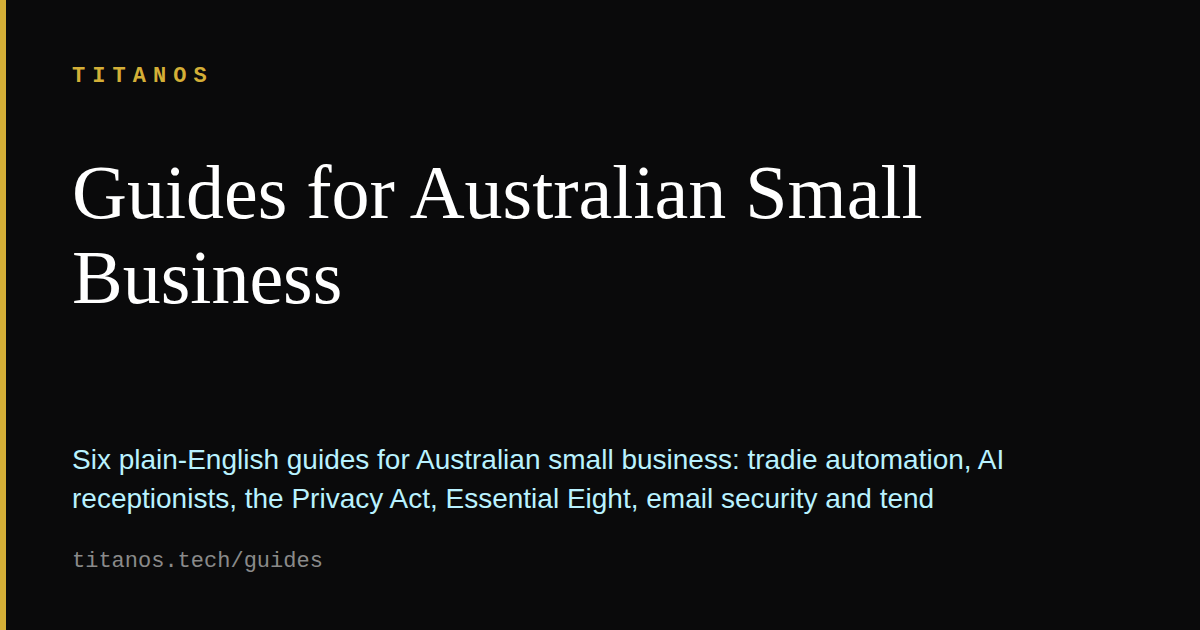 TITANOS
Guides for Australian Small
Business
Six plain-English guides for Australian small business: tradie automation, AI
receptionists, the Privacy Act, Essential Eight, email security and tend
titanos.tech/guides